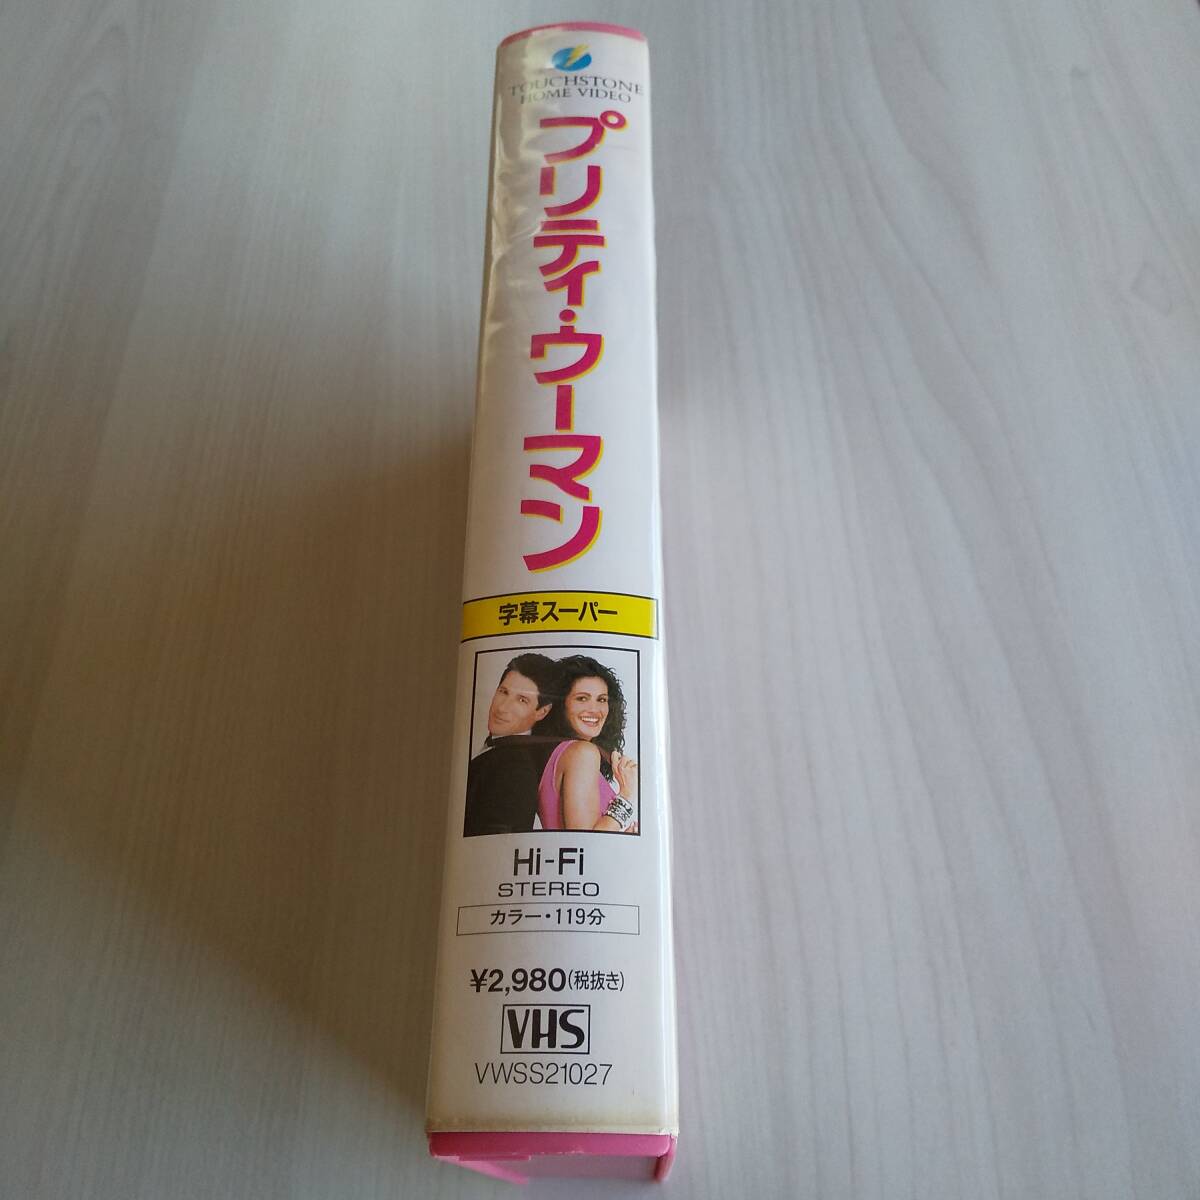 TOUCHSTONE
HOME VIDEO
プリティ・ウーマン
字幕スーパー
Hi-Fi
STEREO
カラー・119分
¥2,980(税抜き)
VHS
VWSS21027